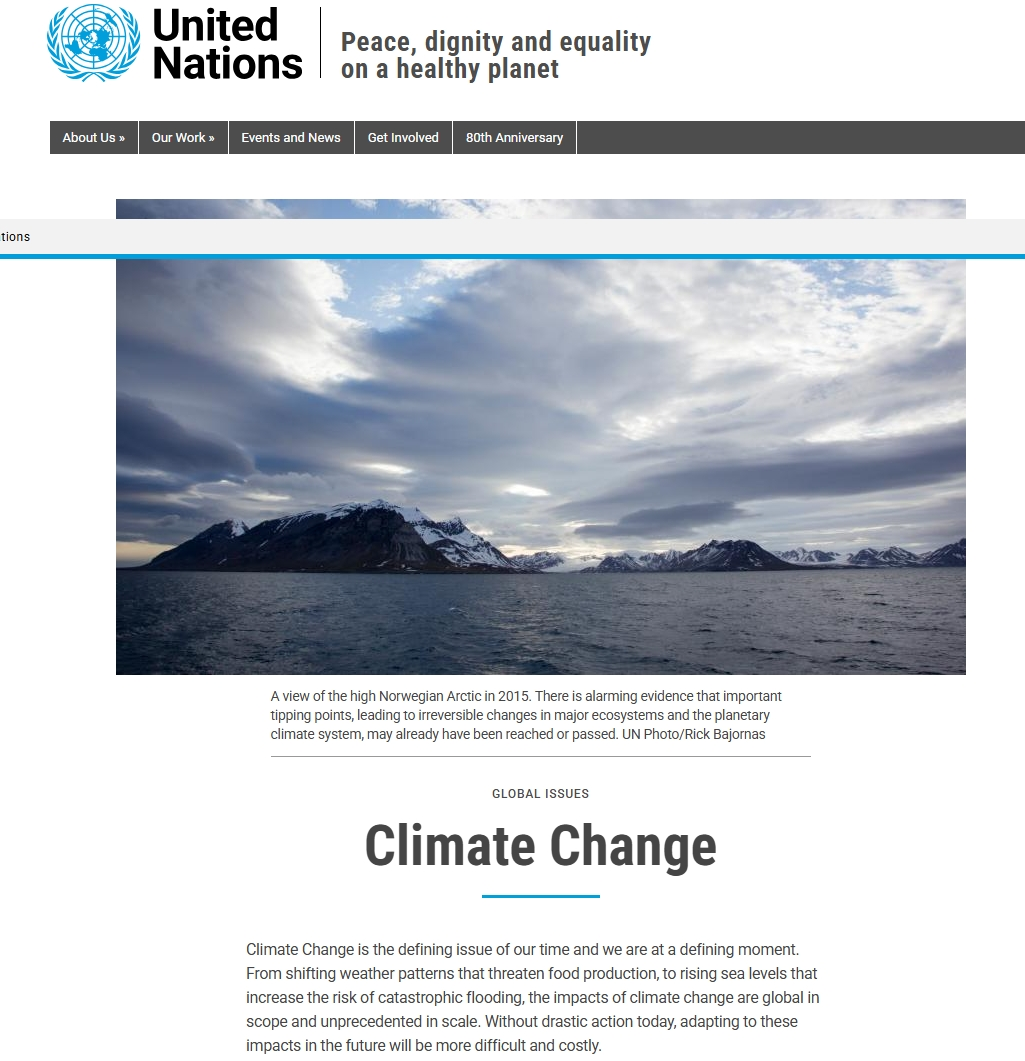 United
Nations
Peace, dignity and equality
on a healthy planet
About Us »
Our Work »
Events and News
Get Involved
80th Anniversary
tions
A view of the high Norwegian Arctic in 2015. There is alarming evidence that important
tipping points, leading to irreversible changes in major ecosystems and the planetary
climate system, may already have been reached or passed. UN Photo/Rick Bajornas
GLOBAL ISSUES
Climate Change
Climate Change is the defining issue of our time and we are at a defining moment.
From shifting weather patterns that threaten food production, to rising sea levels that
increase the risk of catastrophic flooding, the impacts of climate change are global in
scope and unprecedented in scale. Without drastic action today, adapting to these
impacts in the future will be more difficult and costly.